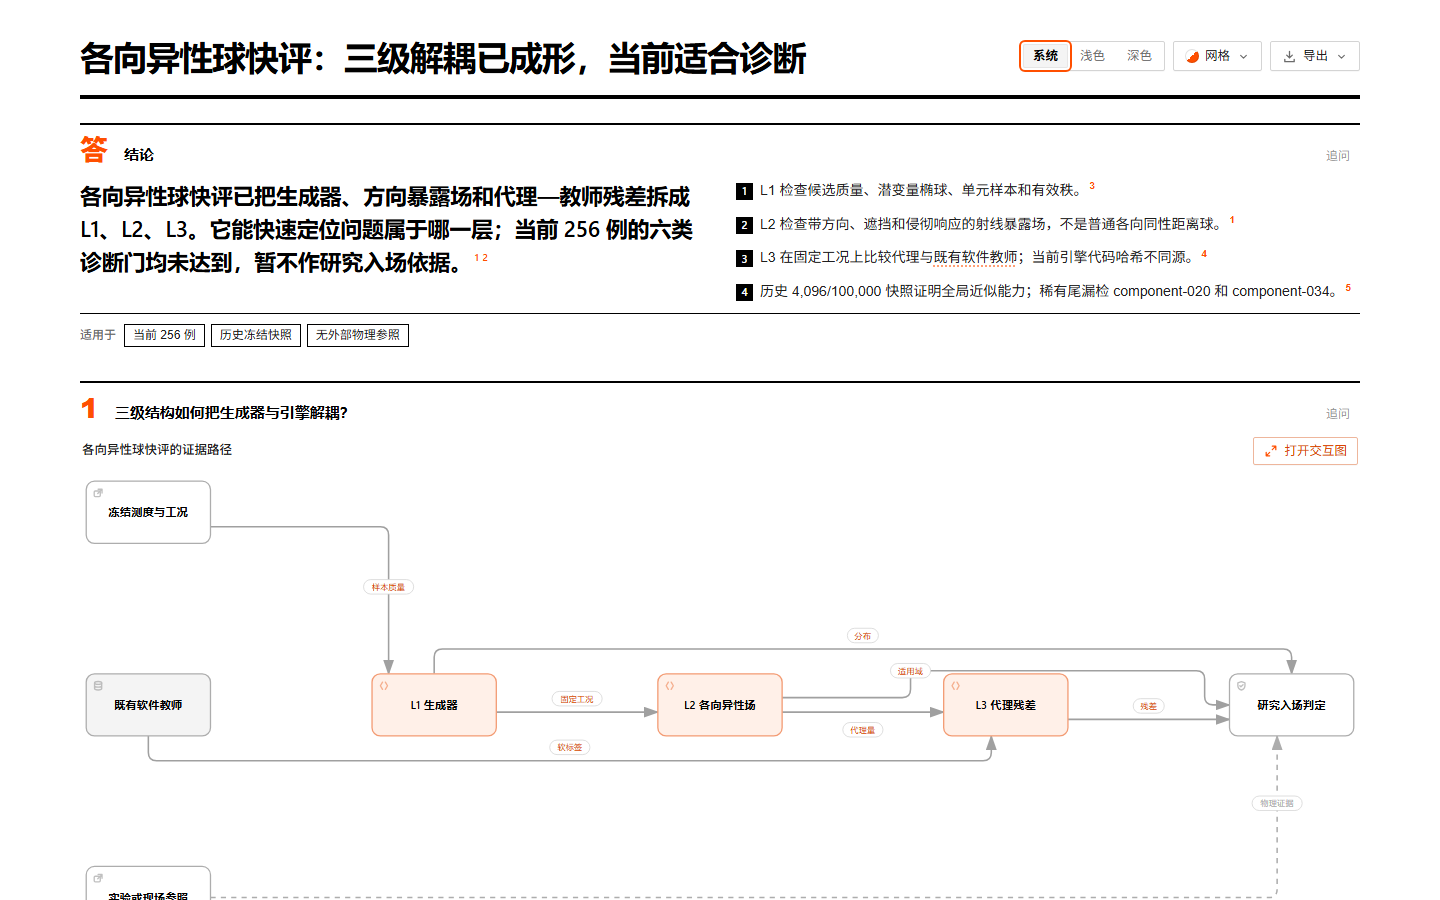 各向异性球快评：三级解耦已成形，当前适合诊断
系统 浅色 深色 网格 导出
答 结论 追问
各向异性球快评已把生成器、方向暴露场和代理—教师残差拆成
L1、L2、L3。它能快速定位问题属于哪一层；当前 256 例的六类
诊断门均未达到，暂不作研究入场依据。 1 2
1 L1 检查候选质量、潜变量椭球、单元样本和有效秩。 3
2 L2 检查带方向、遮挡和侵彻响应的射线暴露场，不是普通各向同性距离球。 1
3 L3 在固定工况上比较代理与既有软件教师；当前引擎代码哈希不同源。 4
4 历史 4,096/100,000 快照证明全局近似能力；稀有尾漏检 component-020 和 component-034。 5
适用于 当前 256 例 历史冻结快照 无外部物理参照
1 三级结构如何把生成器与引擎解耦？ 追问
各向异性球快评的证据路径 打开交互图
冻结测度与工况
样本质量
分布
适用域
既有软件教师
L1 生成器
固定工况
L2 各向异性场
L3 代理残差
残差
研究入场判定
代理量
软标签
物理证据
实验或现场参照